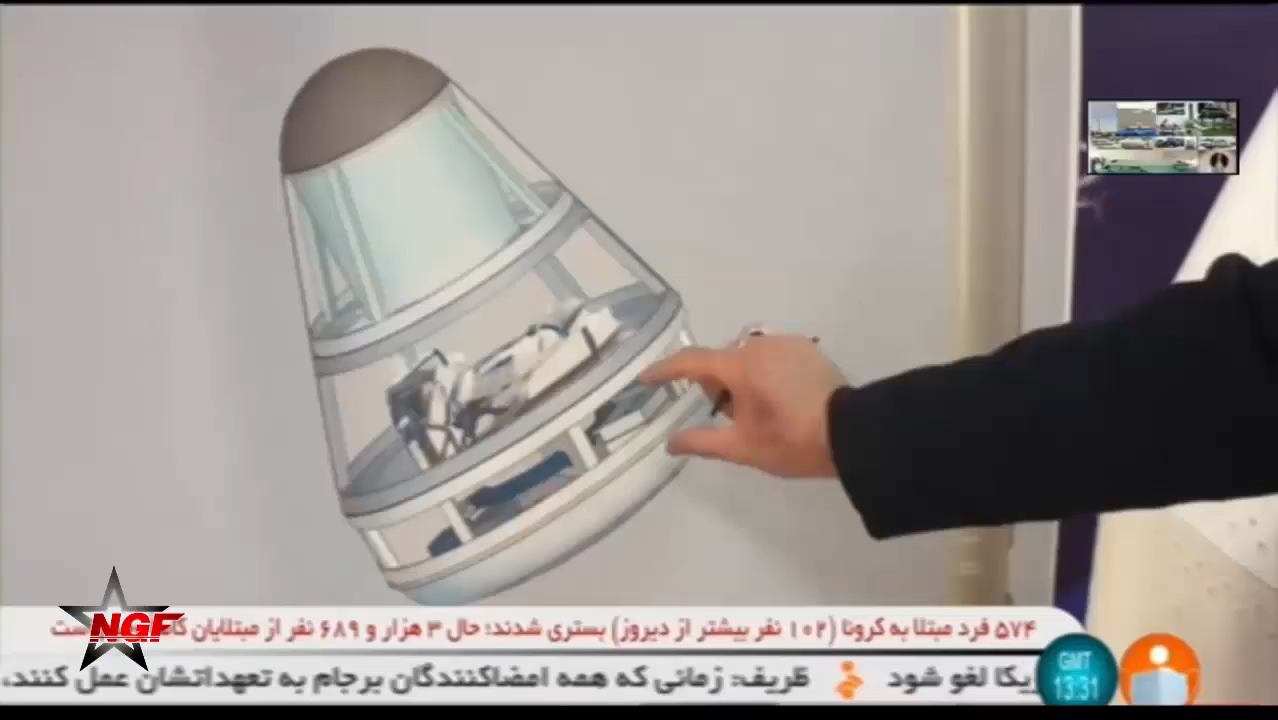 ۵۷۴ فرد مبتلا به کرونا (۱۰۲ نفر بیشتر از دیروز) بستری شدند؛ حال ۳ هزار و ۶۸۹ نفر از مبتلایان
یکا لغو شود ظریف: زمانی که همه امضاکنندگان برجام به تعهداتشان عمل کنند،
NGF
GMT
13:31